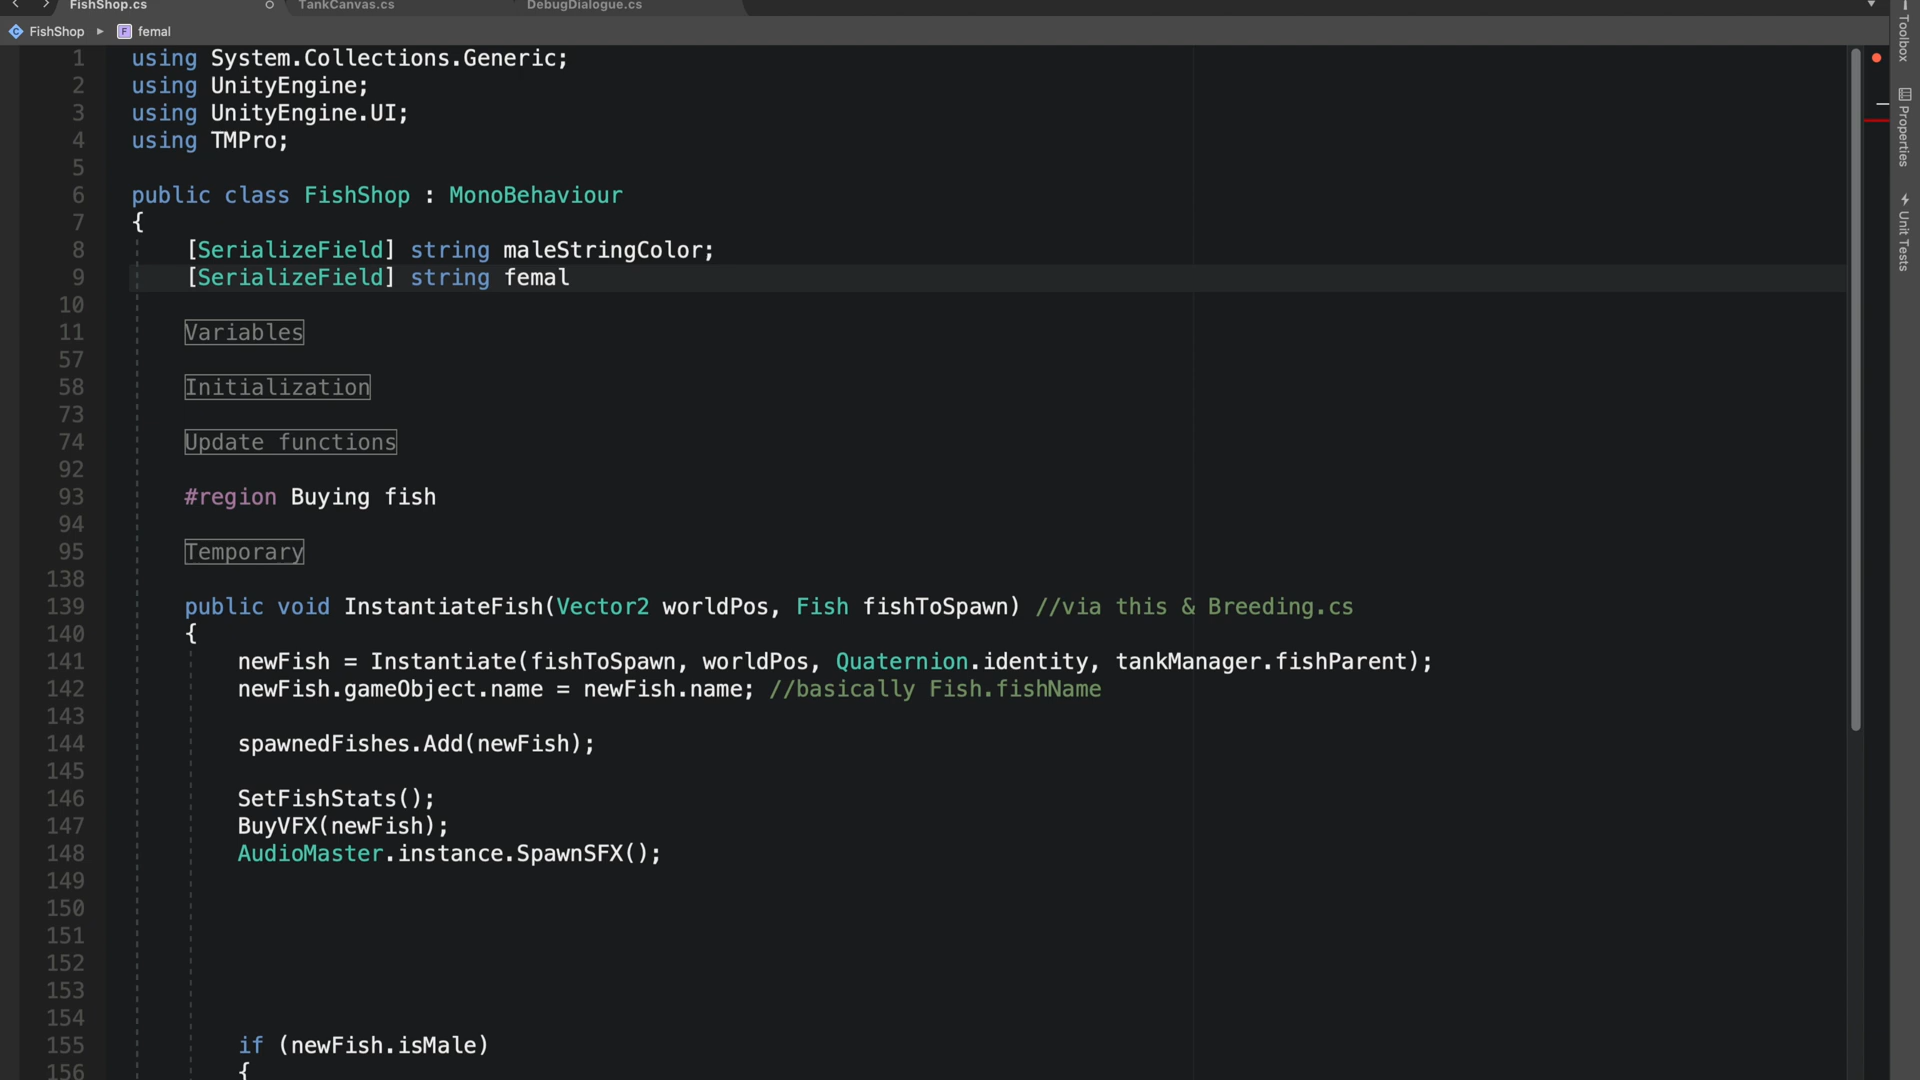 FishShop.cs TankCanvas.cs DebugDialogue.cs
FishShop femal
1 using System.Collections.Generic;
2 using UnityEngine;
3 using UnityEngine.UI;
4 using TMPro;
5
6 public class FishShop : MonoBehaviour
7 {
8 [SerializeField] string maleStringColor;
9 [SerializeField] string femal
10
11 Variables
57
58 Initialization
73
74 Update functions
92
93 #region Buying fish
94
95 Temporary
138
139 public void InstantiateFish(Vector2 worldPos, Fish fishToSpawn) //via this & Breeding.cs
140 {
141 newFish = Instantiate(fishToSpawn, worldPos, Quaternion.identity, tankManager.fishParent);
142 newFish.gameObject.name = newFish.name; //basically Fish.fishName
143
144 spawnedFishes.Add(newFish);
145
146 SetFishStats();
147 BuyVFX(newFish);
148 AudioMaster.instance.SpawnSFX();
149
150
151
152
153
154
155 if (newFish.isMale)
156 {
Toolbox
Properties
Unit Tests